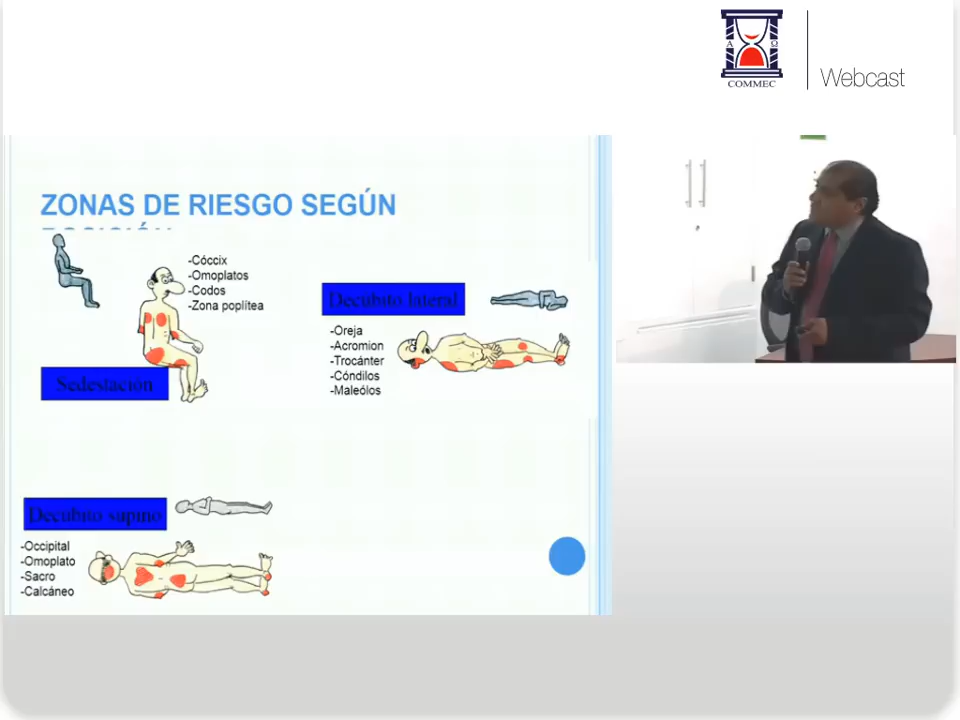 A Ω
COMMEC
Webcast
ZONAS DE RIESGO SEGÚN
-Cóccix
-Omoplatos
-Codos
-Zona poplítea
Sedestación
Decúbito lateral
-Oreja
-Acromion
-Trocánter
-Cóndilos
-Maleólos
Decúbito supino
-Occipital
-Omoplato
-Sacro
-Calcáneo